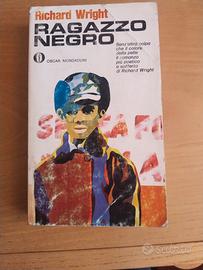 Richard Wright
RAGAZZO
NEGRO
Senz'altra colpa
che il colore
della pelle
il romanzo
più poetico
e sofferto
di Richard Wright
OSCAR MONDADORI
subito